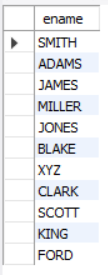 ename
SMITH
ADAMS
JAMES
MILLER
JONES
BLAKE
XYZ
CLARK
SCOTT
KING
FORD